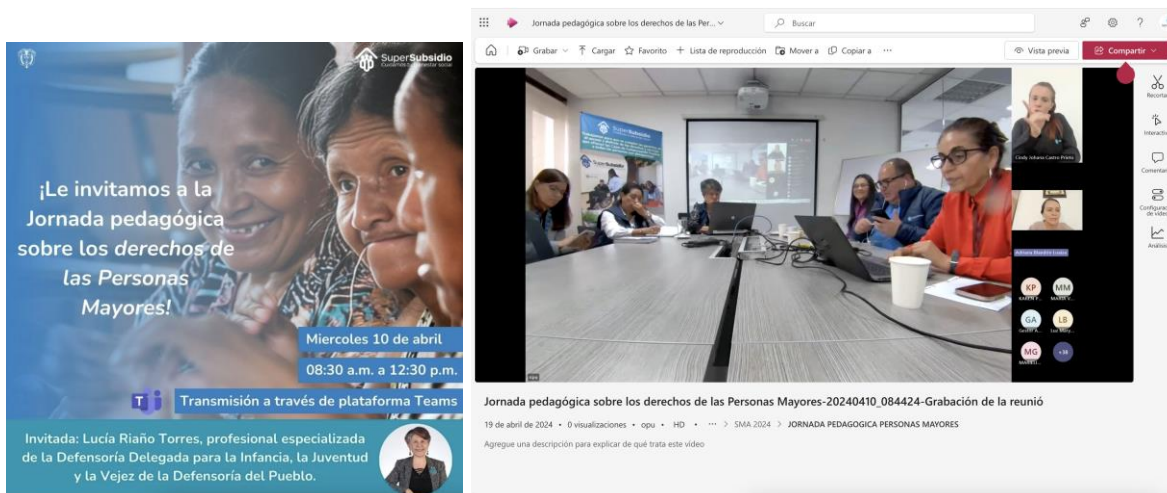 SuperSubsidio
¡Le invitamos a la
Jornada pedagógica
sobre los derechos de
las Personas
Mayores!
Miercoles 10 de abril
08:30 a.m. a 12:30 p.m.
Transmisión a través de plataforma Teams
Invitada: Lucía Riaño Torres, profesional especializada
de la Defensoría Delegada para la Infancia, la Juventud
y la Vejez de la Defensoría del Pueblo.
Jornada pedagógica sobre los derechos de las Per...
Buscar
Grabar
Cargar
Favorito
Lista de reproducción
Mover a
Copiar a
Vista previa
Compartir
SuperSubsidio
KP
MM
GA
LB
MG
+38
Comentar
Análisis
Jornada pedagógica sobre los derechos de las Personas Mayores-20240410_084424-Grabación de la reunió
19 de abril de 2024 • 0 visualizaciones • opu • HD • ··· > SMA 2024 > JORNADA PEDAGOGICA PERSONAS MAYORES
Agregue una descripción para explicar de qué trata este vídeo